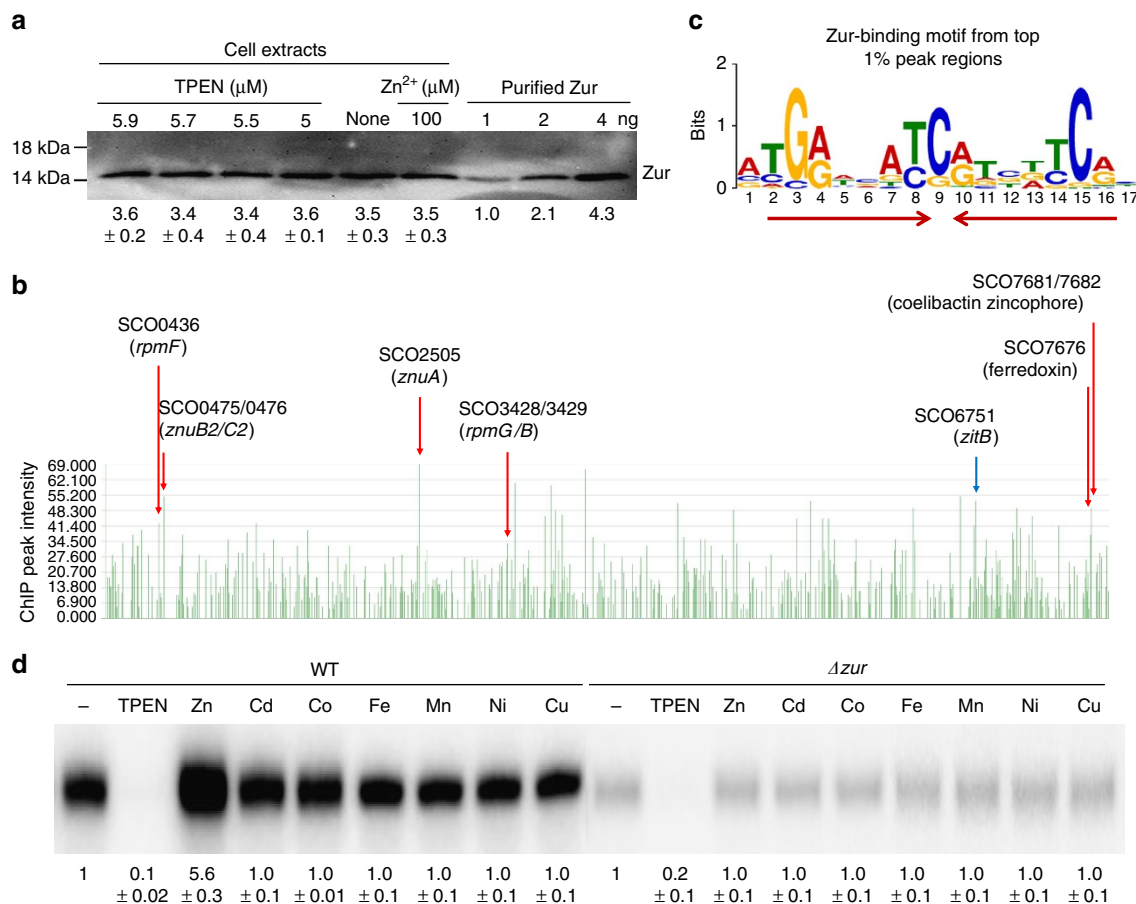 a
Cell extracts
TPEN (μM)
Zn²⁺ (μM)
Purified Zur
5.9 5.7 5.5 5 None 100 1 2 4 ng
18 kDa
14 kDa
Zur
3.6 3.4 3.4 3.6 3.5 3.5 1.0 2.1 4.3
± 0.2 ± 0.4 ± 0.4 ± 0.1 ± 0.3 ± 0.3
c
Zur-binding motif from top
1% peak regions
2
1
0
Bits
1 2 3 4 5 6 7 8 9 10 11 12 13 14 15 16 17
b
SCO0436
(rpmF)
SCO0475/0476
(znuB2/C2)
SCO2505
(znuA)
SCO3428/3429
(rpmG/B)
SCO6751
(zitB)
SCO7681/7682
(coelibactin zincophore)
SCO7676
(ferredoxin)
ChIP peak intensity
69.000
62.100
55.200
48.300
41.400
34.500
27.600
20.700
13.800
6.900
0.000
d
WT
Δzur
– TPEN Zn Cd Co Fe Mn Ni Cu – TPEN Zn Cd Co Fe Mn Ni Cu
1 0.1 5.6 1.0 1.0 1.0 1.0 1.0 1.0 1 0.2 1.0 1.0 1.0 1.0 1.0 1.0 1.0
± 0.02 ± 0.3 ± 0.1 ± 0.01 ± 0.1 ± 0.1 ± 0.1 ± 0.1 ± 0.1 ± 0.1 ± 0.1 ± 0.1 ± 0.1 ± 0.1 ± 0.1 ± 0.1